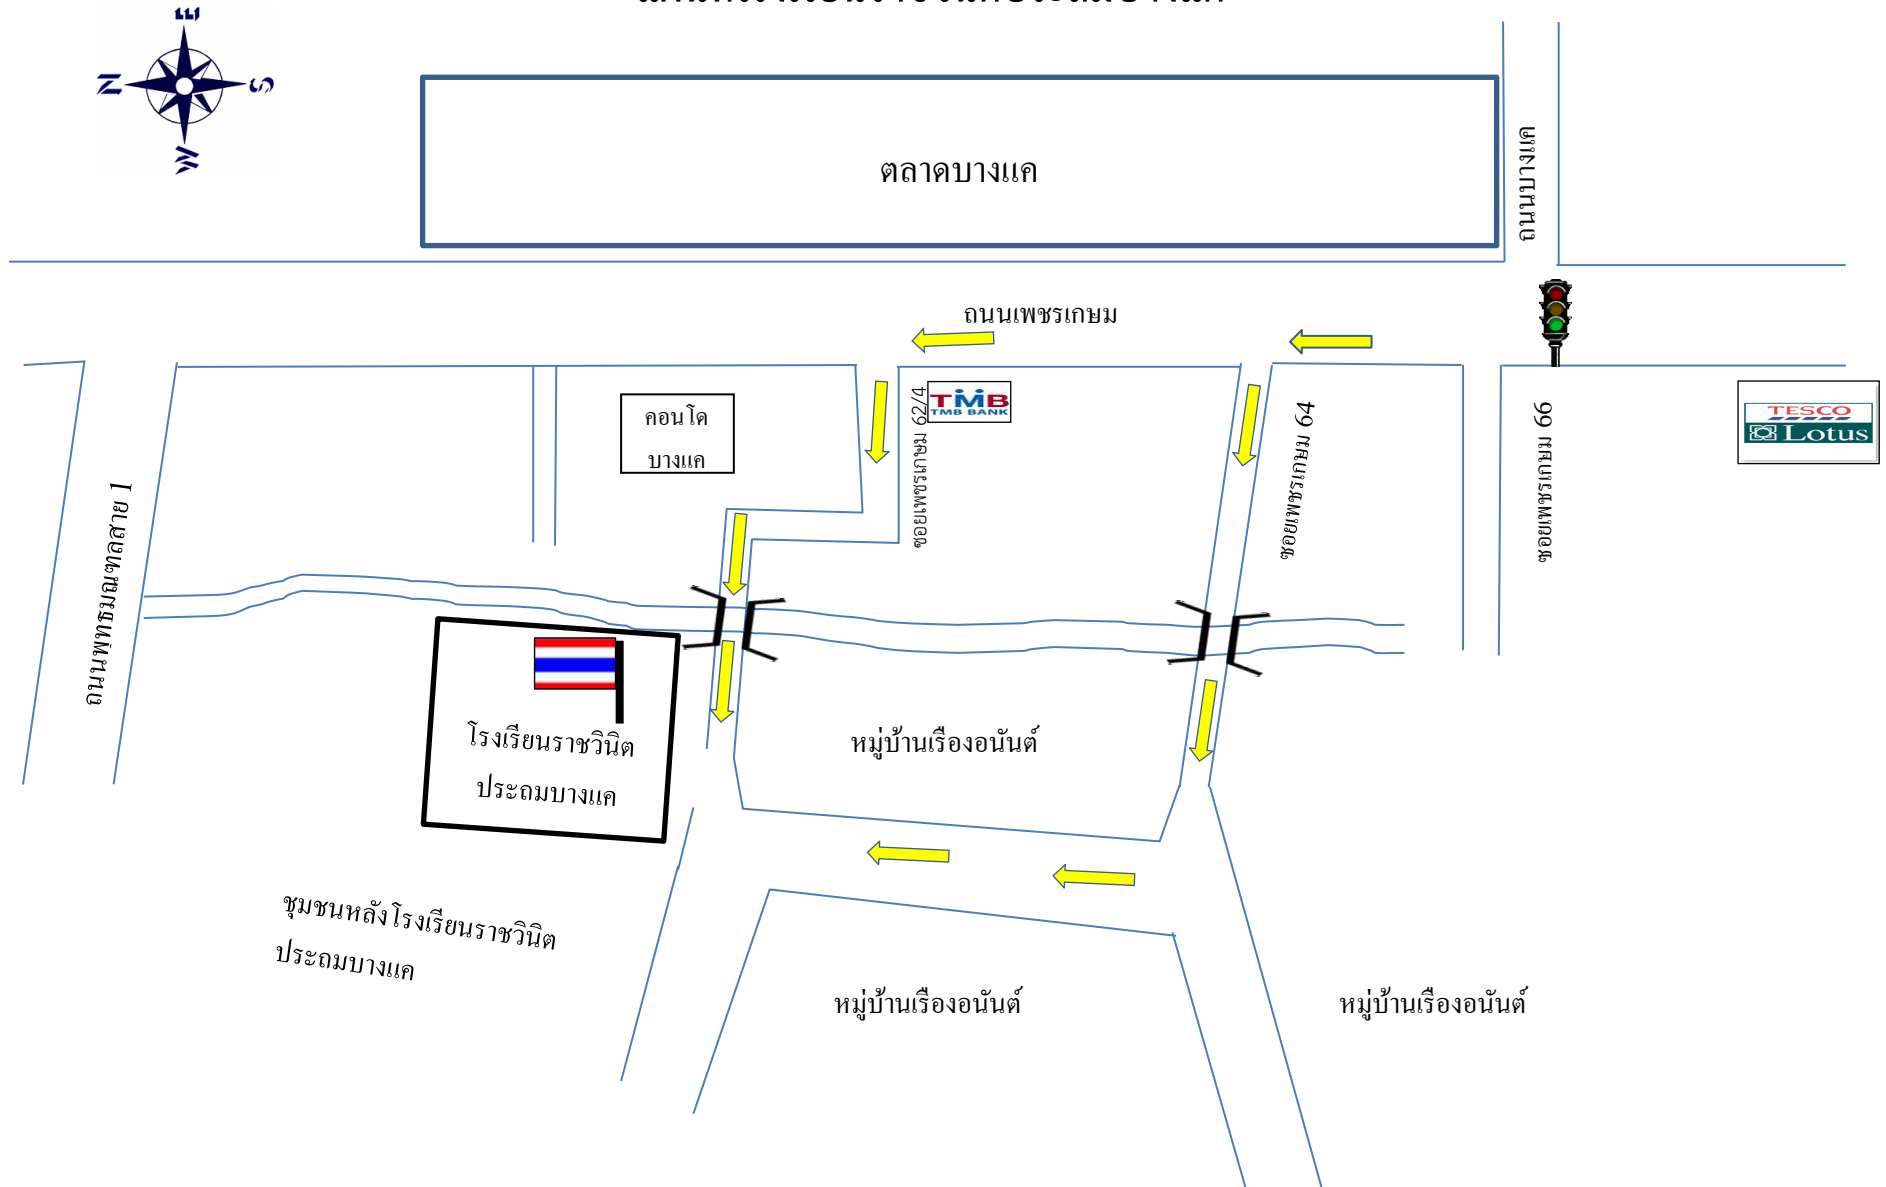 E
N
S
W
ตลาดบางแค
ถนนบางแค
ถนนเพชรเกษม
คอนโด
บางแค
ซอยเพชรเกษม 62/4
TMB
TMB BANK
ซอยเพชรเกษม 64
ซอยเพชรเกษม 66
TESCO
Lotus
ถนนพุทธมณฑลสาย 1
โรงเรียนราชวินิต
ประถมบางแค
หมู่บ้านเรืองอนันต์
ชุมชนหลังโรงเรียนราชวินิต
ประถมบางแค
หมู่บ้านเรืองอนันต์
หมู่บ้านเรืองอนันต์